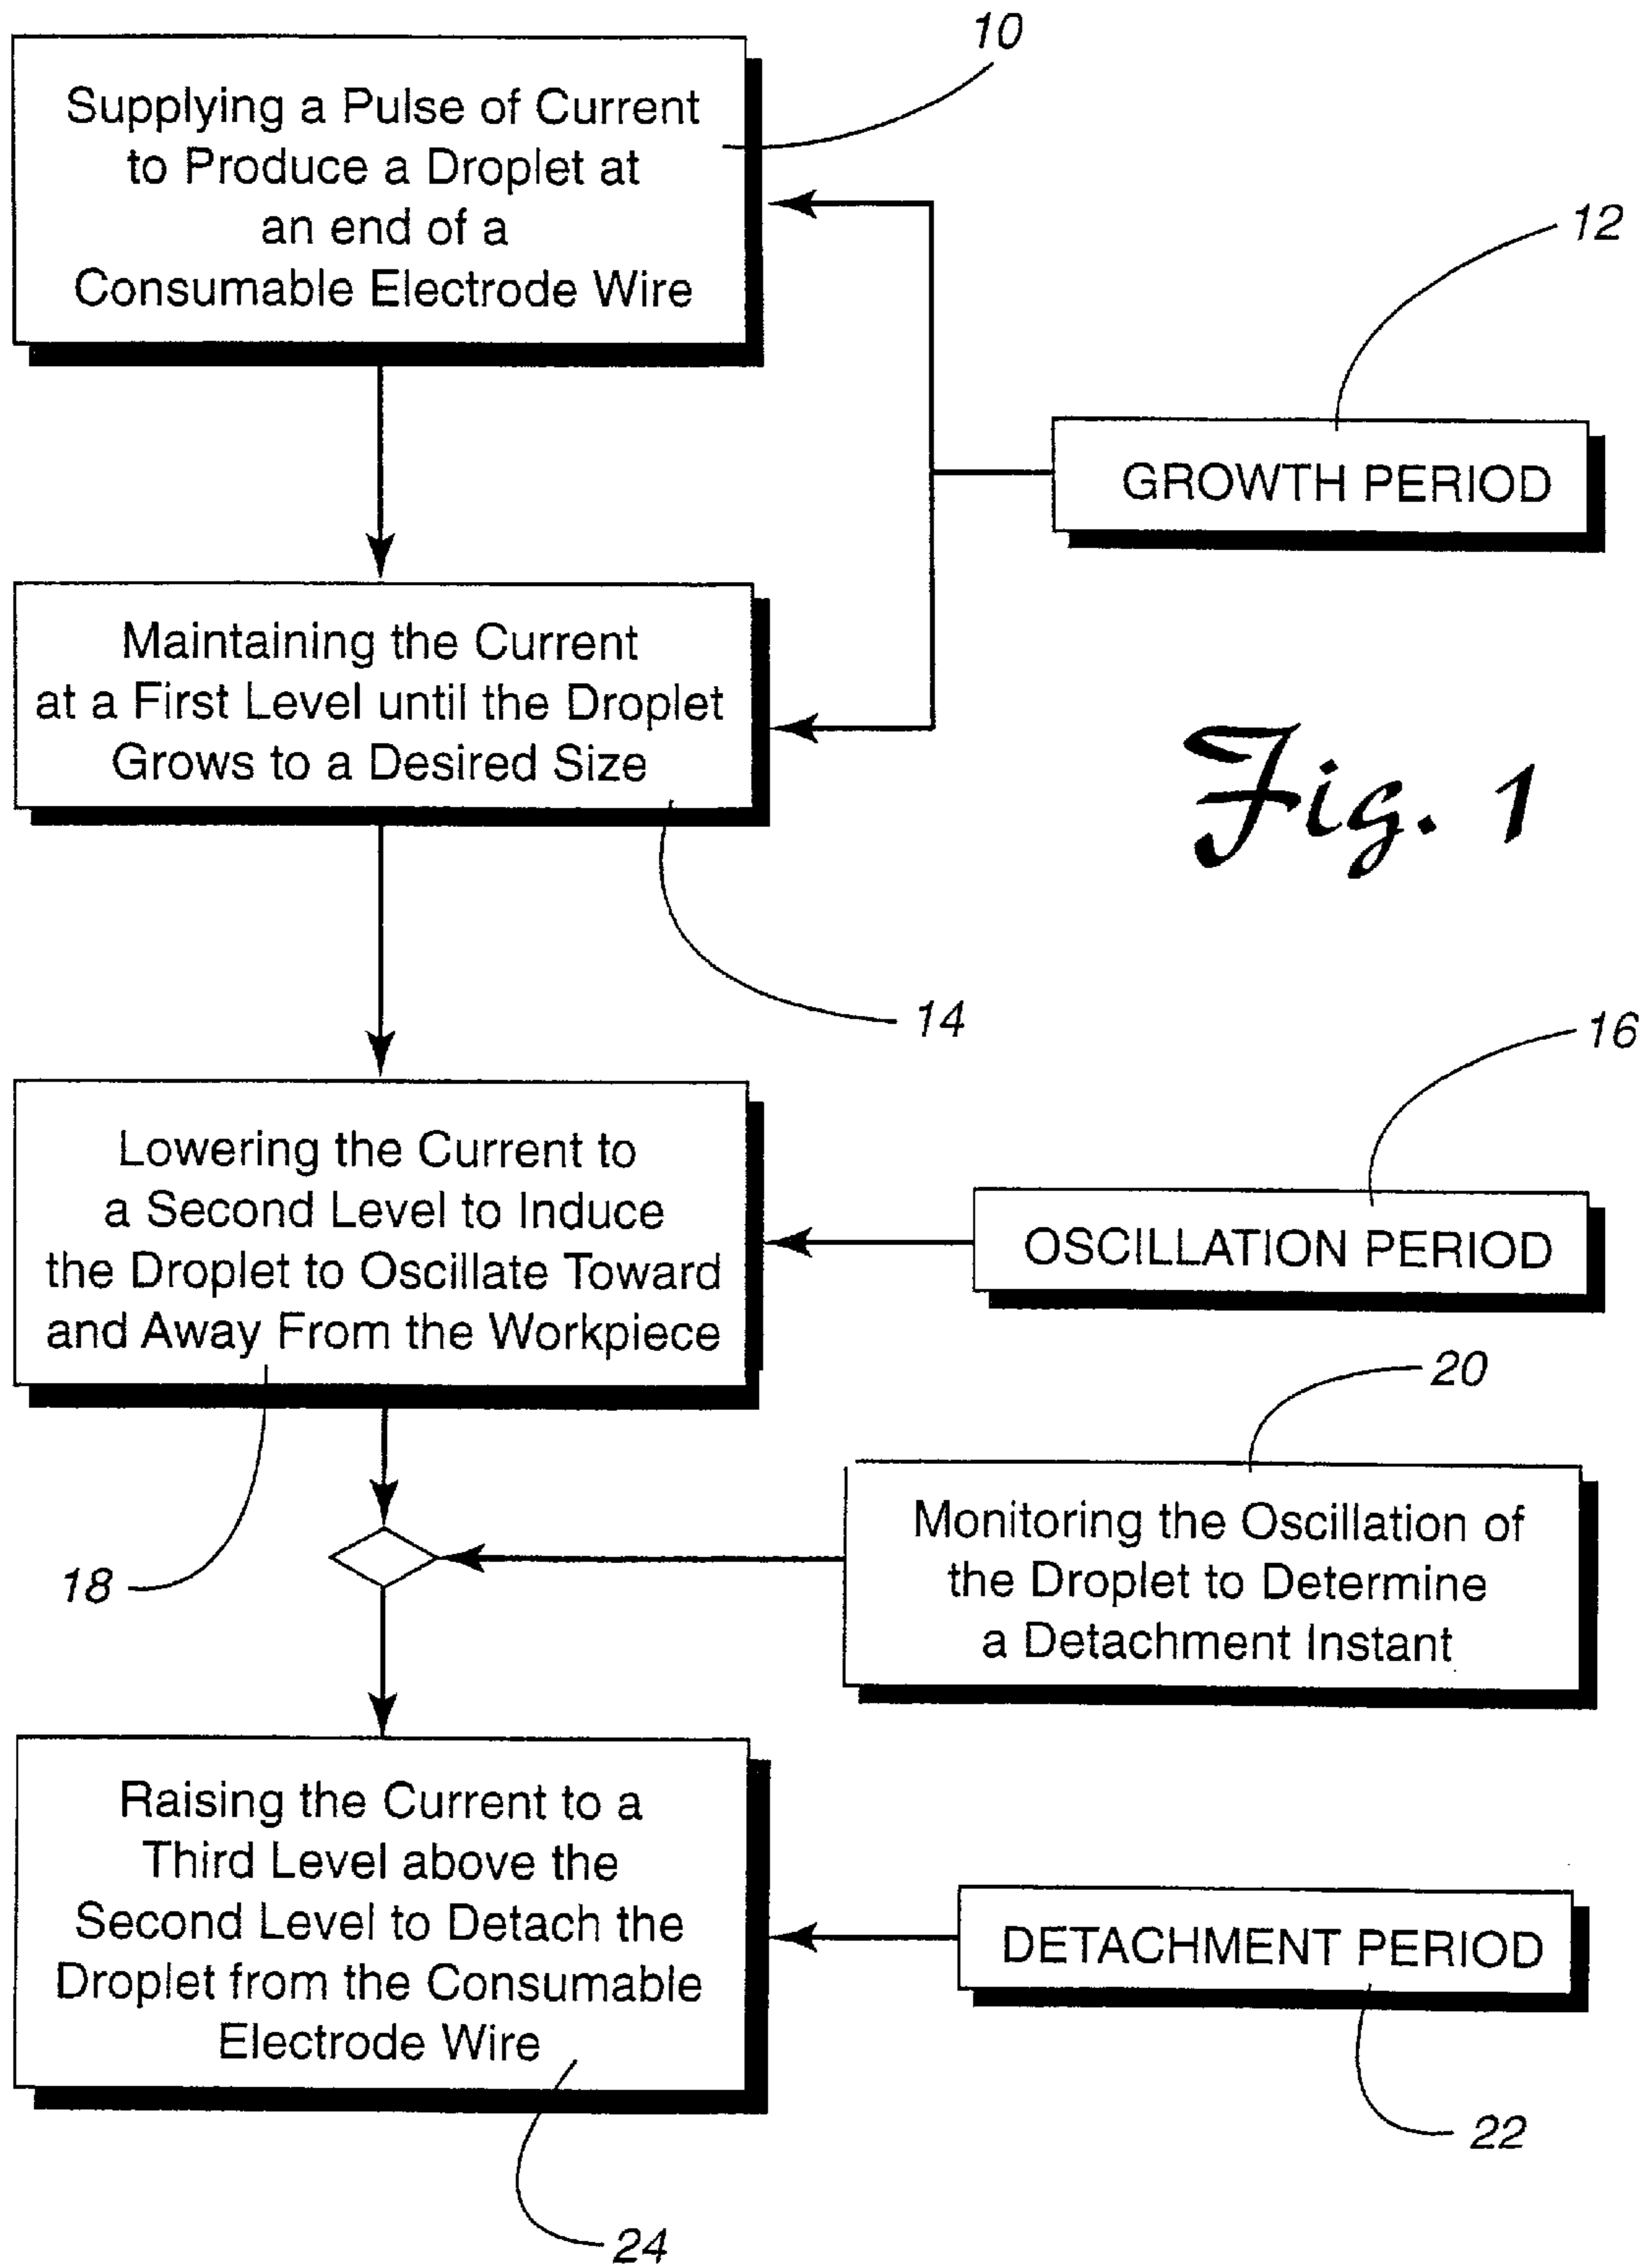 10
Supplying a Pulse of Current
to Produce a Droplet at
an end of a
Consumable Electrode Wire
12
GROWTH PERIOD
Maintaining the Current
at a First Level until the Droplet
Grows to a Desired Size
Fig. 1
14
16
Lowering the Current to
a Second Level to Induce
the Droplet to Oscillate Toward
and Away From the Workpiece
OSCILLATION PERIOD
20
18
Monitoring the Oscillation of
the Droplet to Determine
a Detachment Instant
Raising the Current to a
Third Level above the
Second Level to Detach the
Droplet from the Consumable
Electrode Wire
DETACHMENT PERIOD
22
24